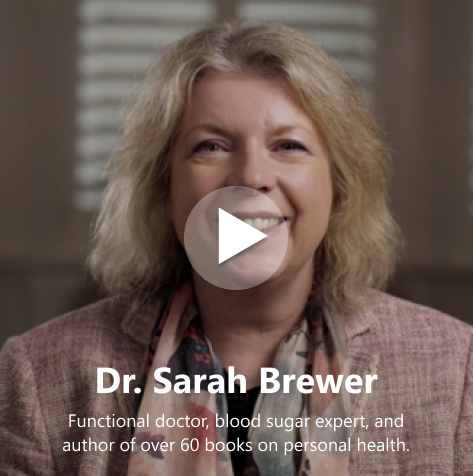 Dr. Sarah Brewer
Functional doctor, blood sugar expert, and
author of over 60 books on personal health.